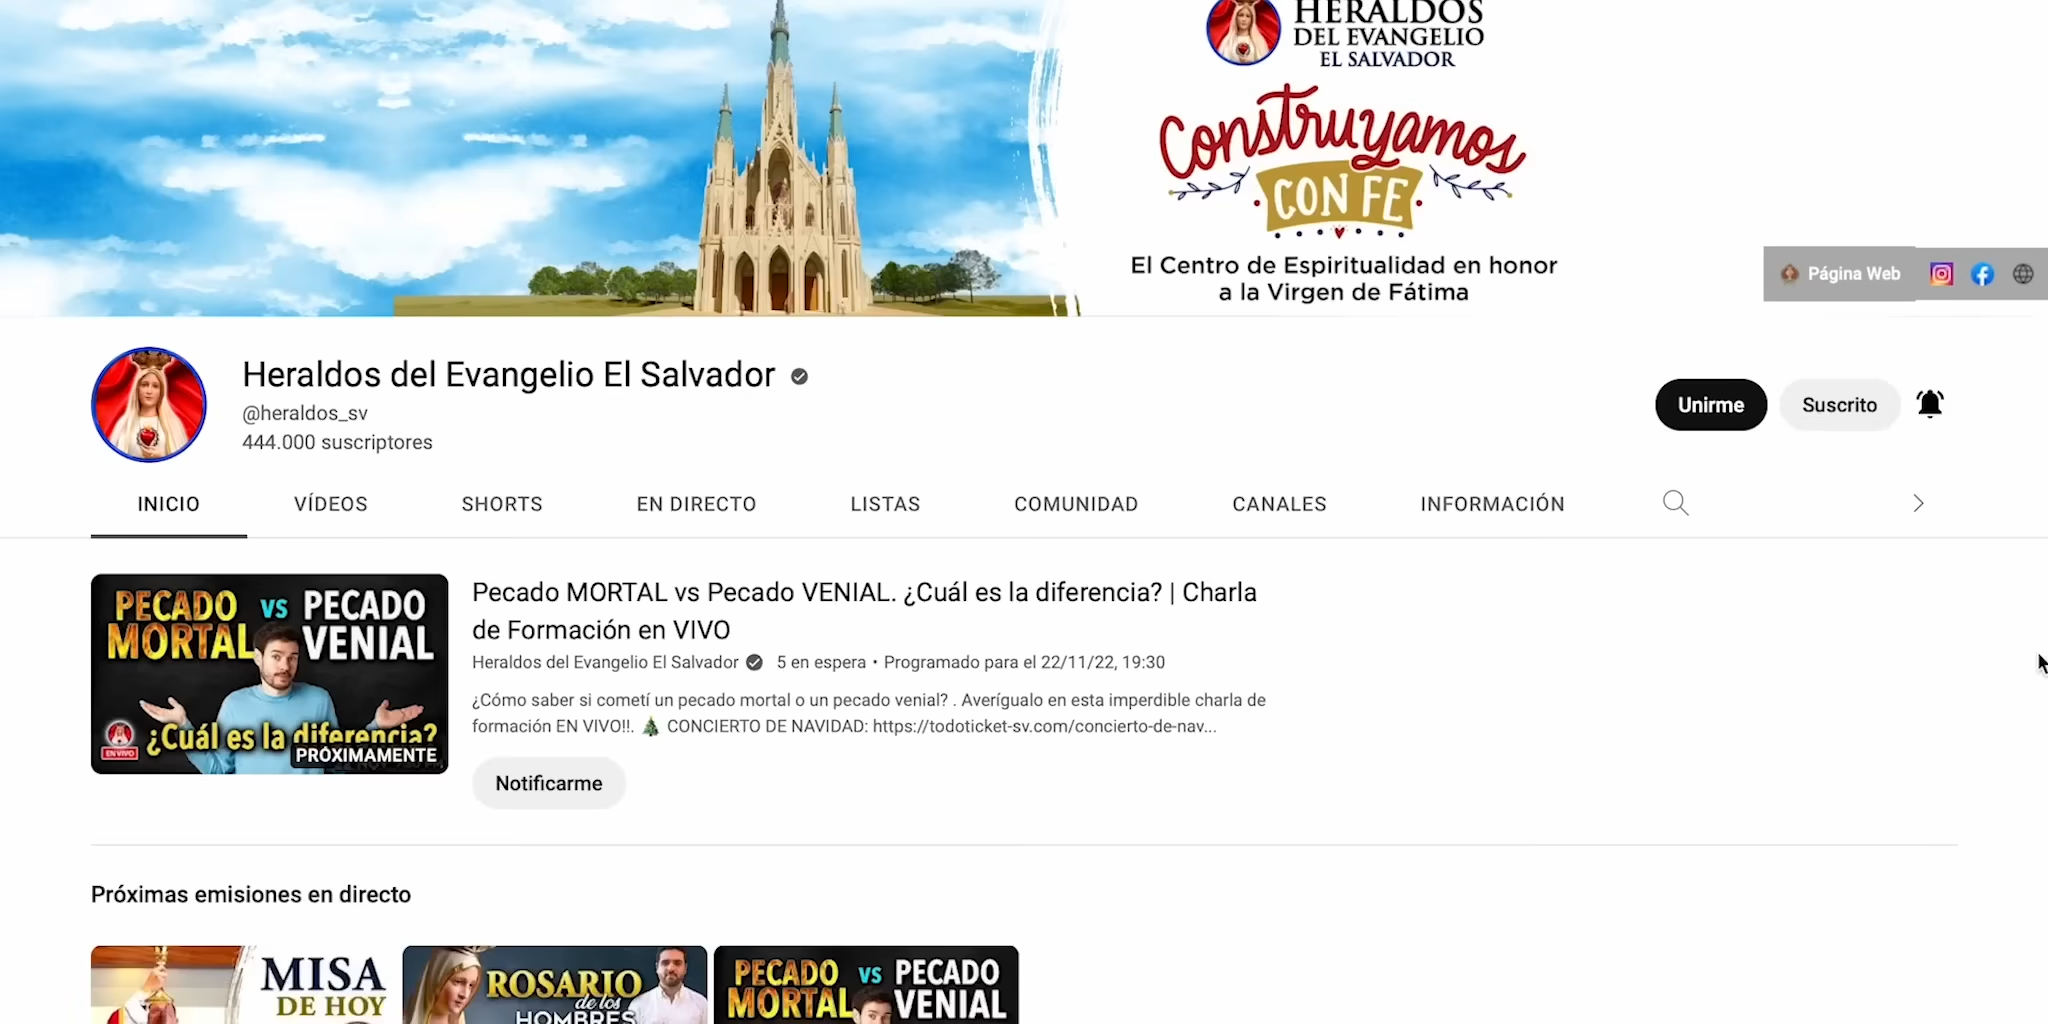 HERALDOS
DEL EVANGELIO
EL SALVADOR
Construyamos
CON FE
El Centro de Espiritualidad en honor
a la Virgen de Fátima
Página Web
Heraldos del Evangelio El Salvador
@heraldos_sv
444.000 suscriptores
Unirme
Suscrito
INICIO
VÍDEOS
SHORTS
EN DIRECTO
LISTAS
COMUNIDAD
CANALES
INFORMACIÓN
PECADO VS PECADO
MORTAL VENIAL
¿Cuál es la diferencia?
EN VIVO
PRÓXIMAMENTE
Pecado MORTAL vs Pecado VENIAL. ¿Cuál es la diferencia? | Charla
de Formación en VIVO
Heraldos del Evangelio El Salvador 5 en espera • Programado para el 22/11/22, 19:30
¿Cómo saber si cometí un pecado mortal o un pecado venial? . Averígualo en esta imperdible charla de
formación EN VIVO!!. 🎄 CONCIERTO DE NAVIDAD: https://todoticket-sv.com/concierto-de-nav...
Notificarme
Próximas emisiones en directo
MISA
DE HOY
ROSARIO
de los
HOMBRES
PECADO VS PECADO
MORTAL VENIAL